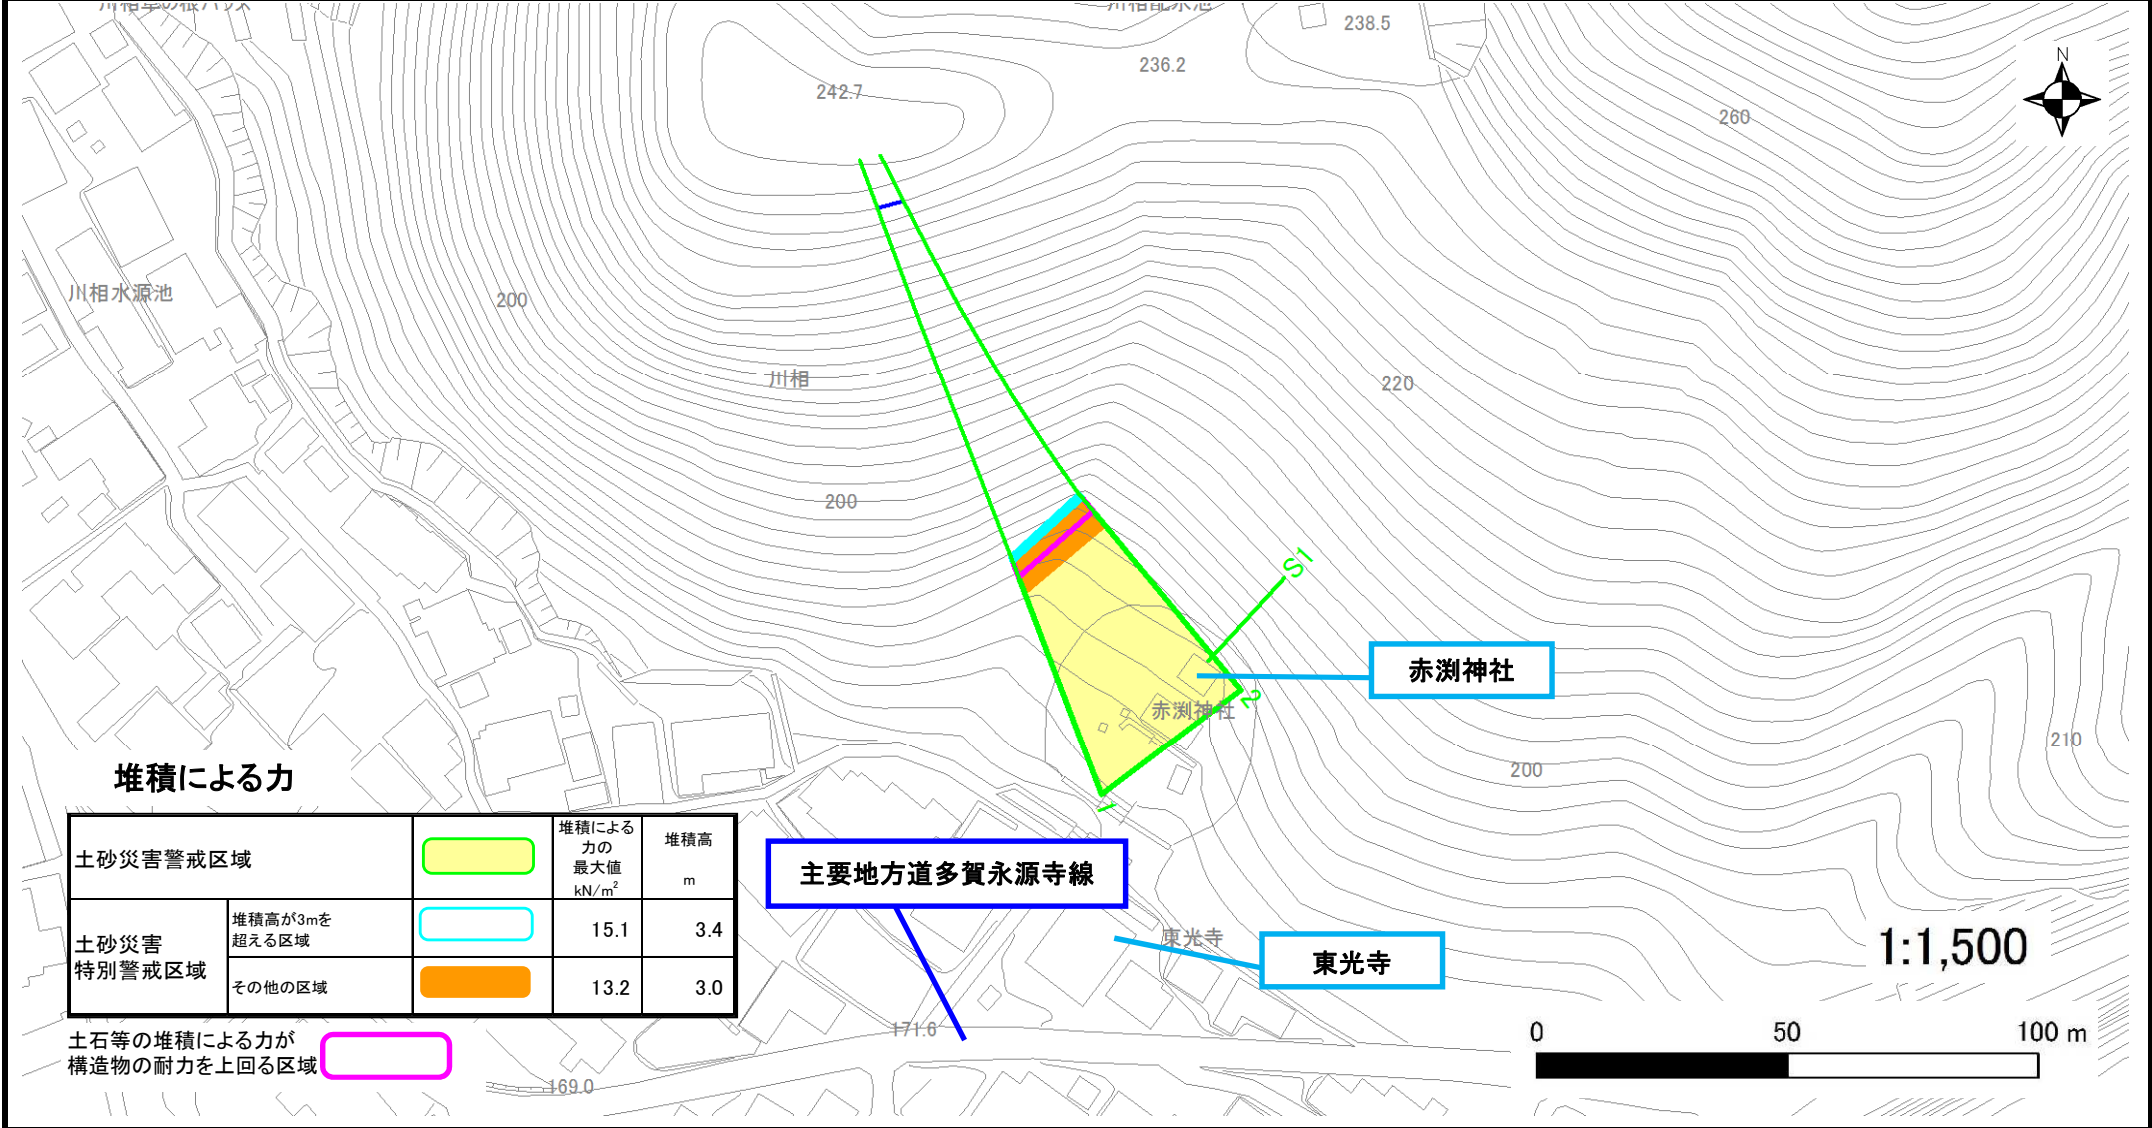 238.5
236.2
242.7
N
260
川相水源池
200
川相
220
200
S1
赤渕神社
2
赤渕神社
210
200
1
堆積による力
土砂災害警戒区域
堆積による
力の
最大値
kN/m²
堆積高
m
土砂災害
特別警戒区域
堆積高が3mを
超える区域
15.1
3.4
その他の区域
13.2
3.0
土石等の堆積による力が
構造物の耐力を上回る区域
主要地方道多賀永源寺線
東光寺
東光寺
171.6
169.0
1:1,500
0
50
100 m